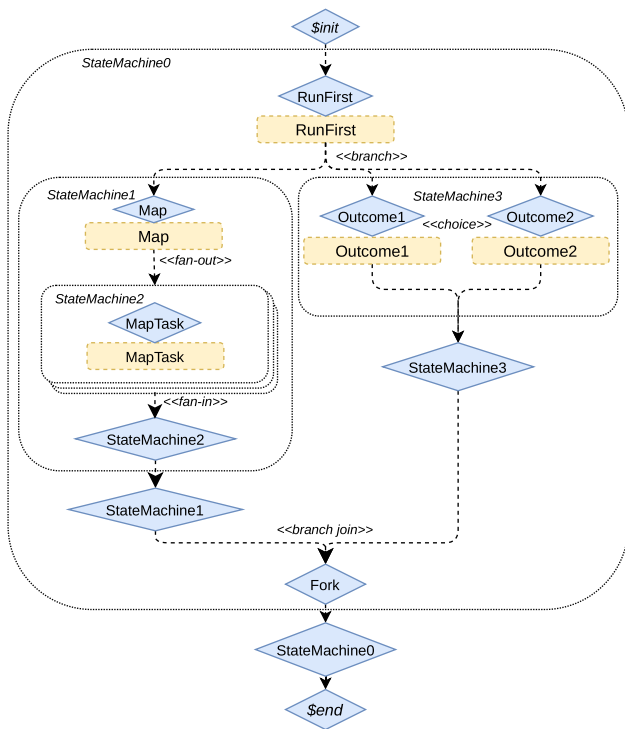 $init
StateMachine0
RunFirst
RunFirst
<<branch>>
StateMachine1
StateMachine3
Map
Outcome1
<<choice>>
Outcome2
Map
Outcome1
Outcome2
<<fan-out>>
StateMachine2
MapTask
MapTask
StateMachine3
<<fan-in>>
StateMachine2
StateMachine1
<<branch join>>
Fork
StateMachine0
$end